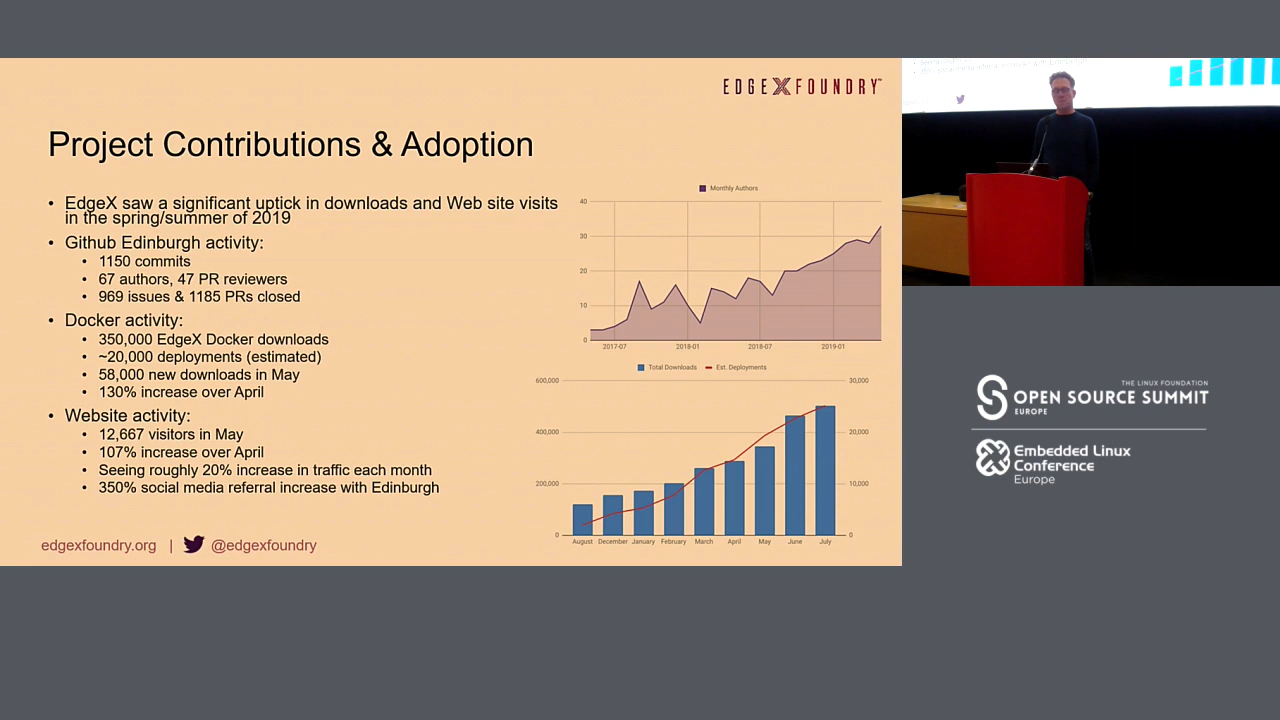 EDGEXFOUNDRY™
Project Contributions & Adoption
• EdgeX saw a significant uptick in downloads and Web site visits
in the spring/summer of 2019
• Github Edinburgh activity:
• 1150 commits
• 67 authors, 47 PR reviewers
• 969 issues & 1185 PRs closed
• Docker activity:
• 350,000 EdgeX Docker downloads
• ~20,000 deployments (estimated)
• 58,000 new downloads in May
• 130% increase over April
• Website activity:
• 12,667 visitors in May
• 107% increase over April
• Seeing roughly 20% increase in traffic each month
• 350% social media referral increase with Edinburgh
edgexfoundry.org | @edgexfoundry
Monthly Authors
40
30
20
10
0
2017-07 2018-01 2018-07 2019-01
Total Downloads Est. Deployments
600,000 30,000
400,000 20,000
200,000 10,000
0 0
August December January February March April May June July
THE LINUX FOUNDATION
OPEN SOURCE SUMMIT
EUROPE
Embedded Linux
Conference
Europe